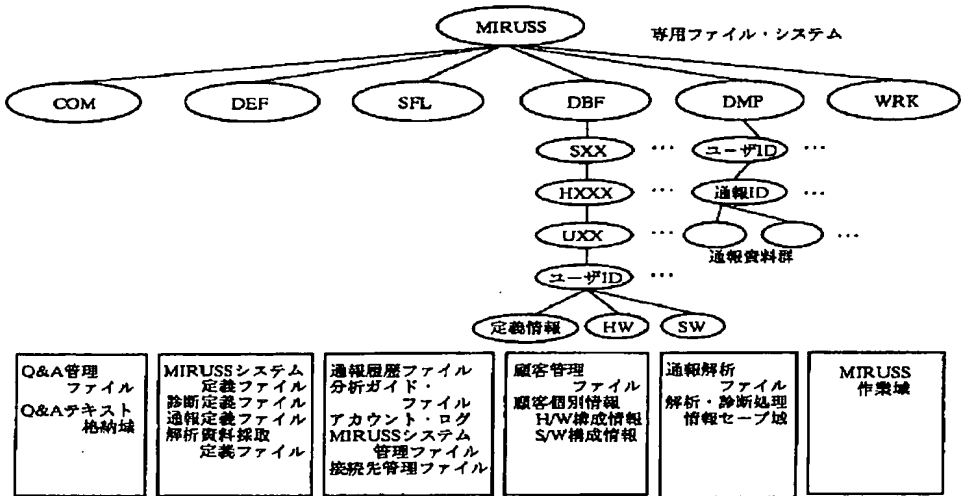 MIRUSS
専用ファイル・システム
COM DEF SFL DBF DMP WRK
SXX … ユーザID …
HXXX … 通報ID …
UXX … …
通報資料群
ユーザID …
定義情報 HW SW
Q&A管理
ファイル
Q&Aテキスト
格納域
MIRUSSシステム
定義ファイル
診断定義ファイル
通報定義ファイル
解析資料採取
定義ファイル
通報履歴ファイル
分析ガイド・
ファイル
アカウント・ログ
MIRUSSシステム
管理ファイル
接続先管理ファイル
顧客管理
ファイル
顧客個別情報
H/W構成情報
S/W構成情報
通報解析
ファイル
解析・診断処理
情報セーブ域
MIRUSS
作業域